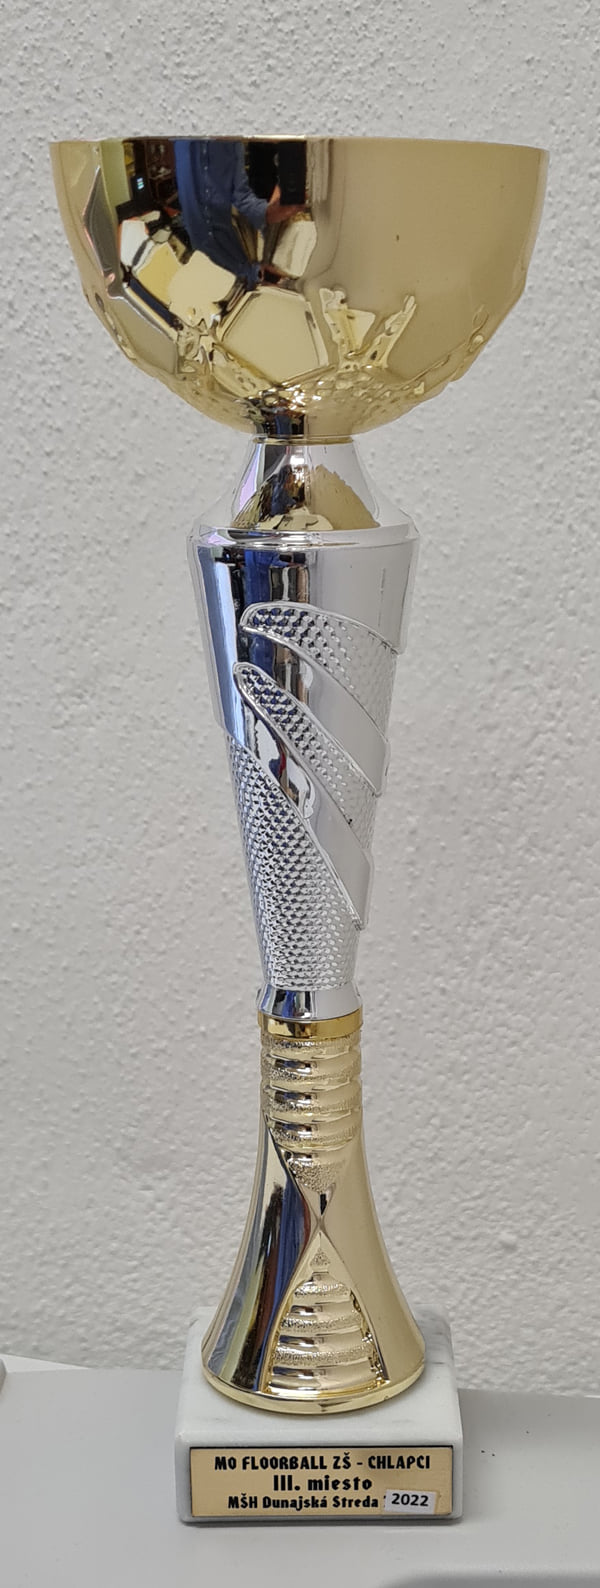 MO FLOORBALL ZŠ - CHLAPCI
III. miesto
MŠH Dunajská Streda 2022